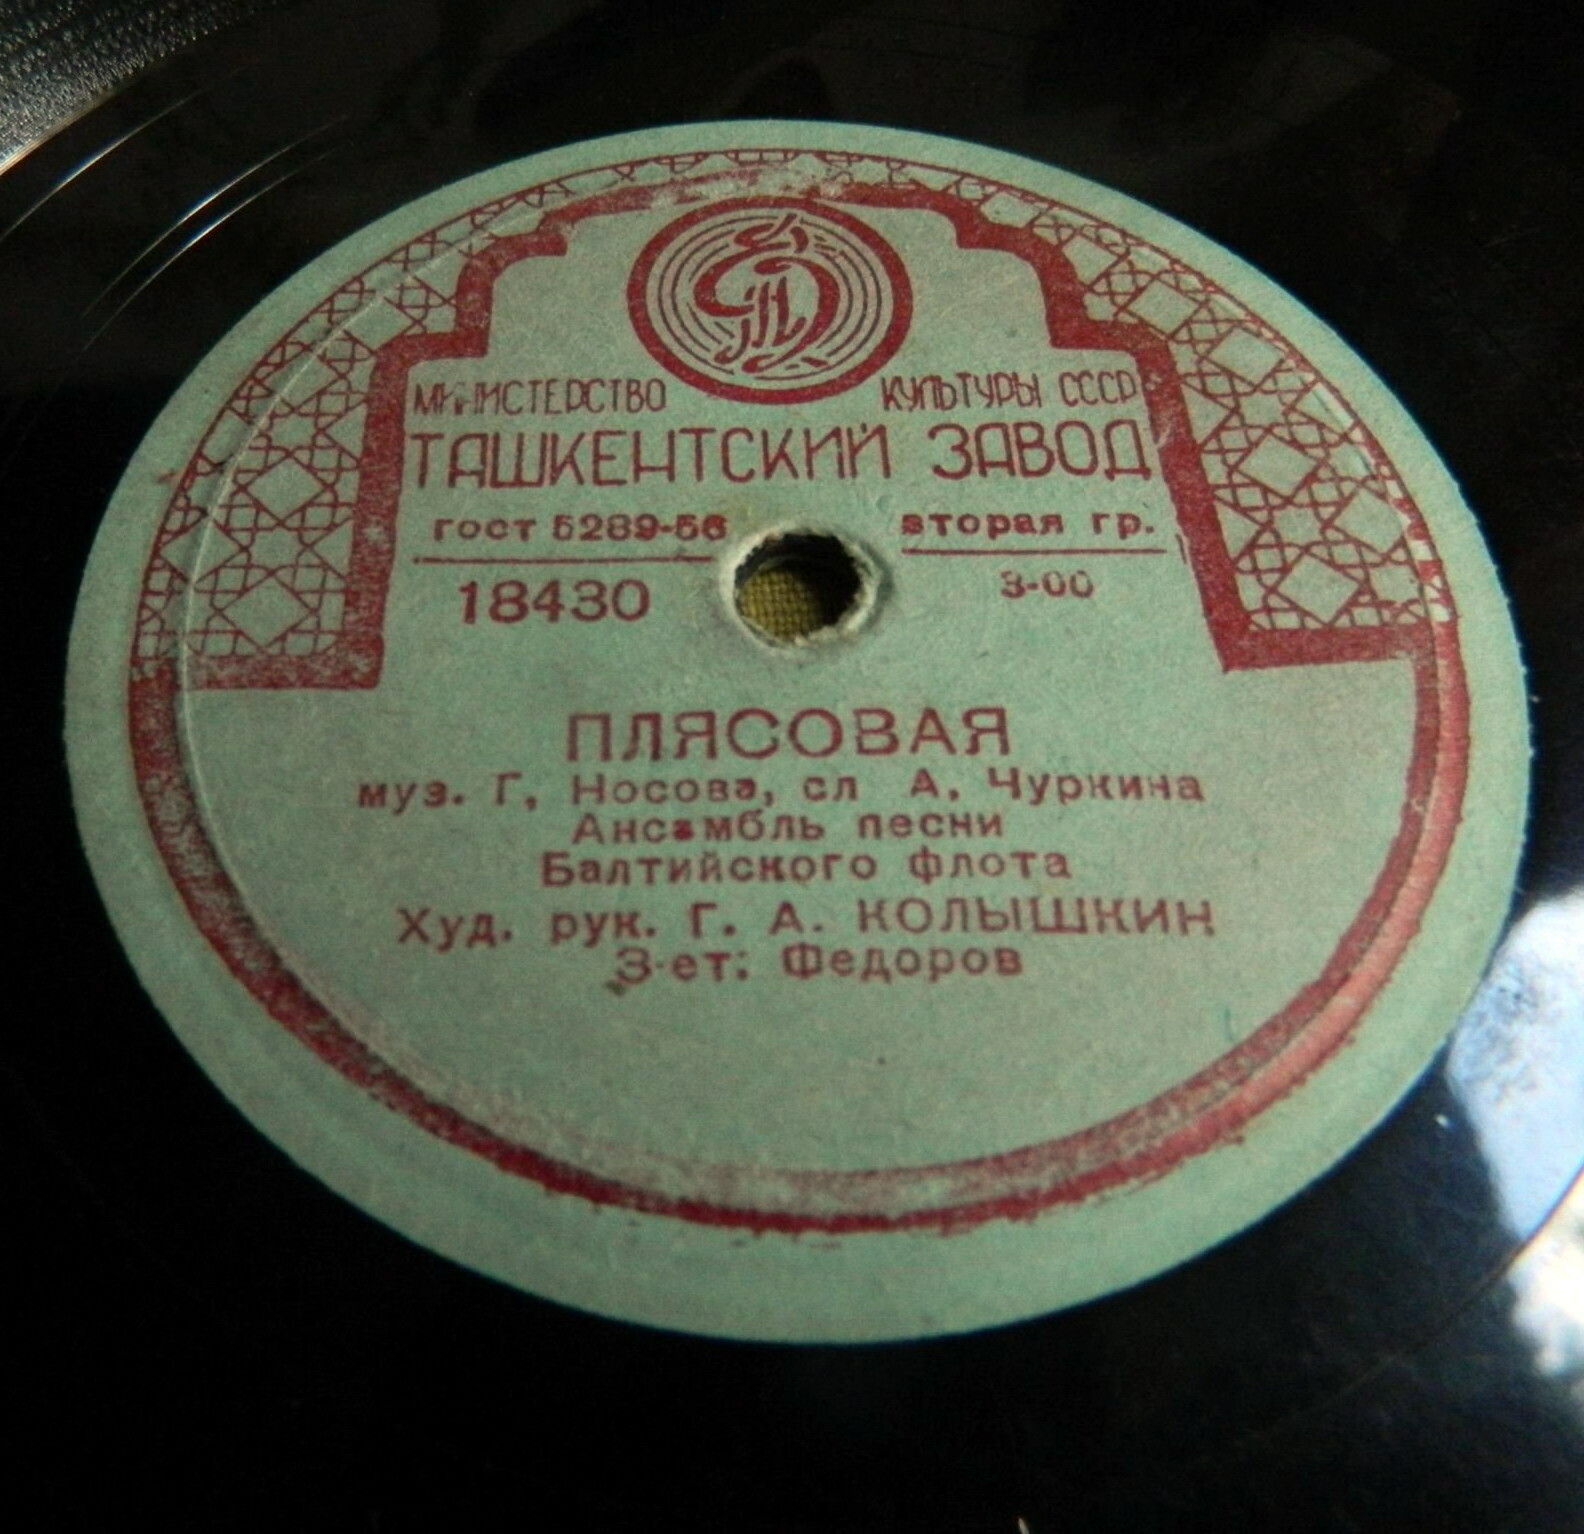 МИНИСТЕРСТВО КУЛЬТУРЫ СССР
ТАШКЕНТСКИЙ ЗАВОД
гост 5289-56 вторая гр.
18430 3-00
ПЛЯСОВАЯ
муз. Г, Носова, сл А. Чуркина
Ансамбль песни
Балтийского флота
Худ. рук. Г. А. КОЛЫШКИН
З-ет: Федоров